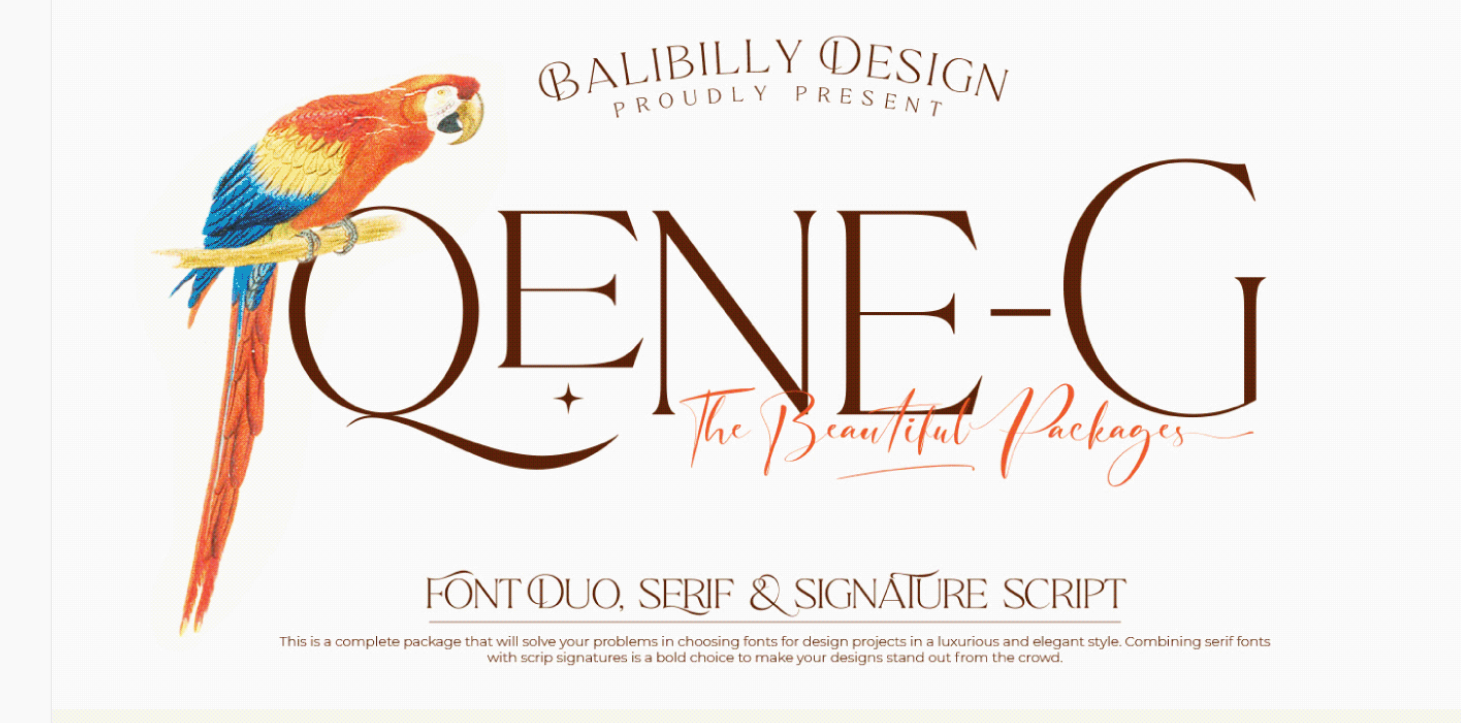 BALIBILLY DESIGN
PROUDLY PRESENT
QENE-G
The Beautiful Packages
FONT DUO, SERIF & SIGNATURE SCRIPT
This is a complete package that will solve your problems in choosing fonts for design projects in a luxurious and elegant style. Combining serif fonts
with scrip signatures is a bold choice to make your designs stand out from the crowd.